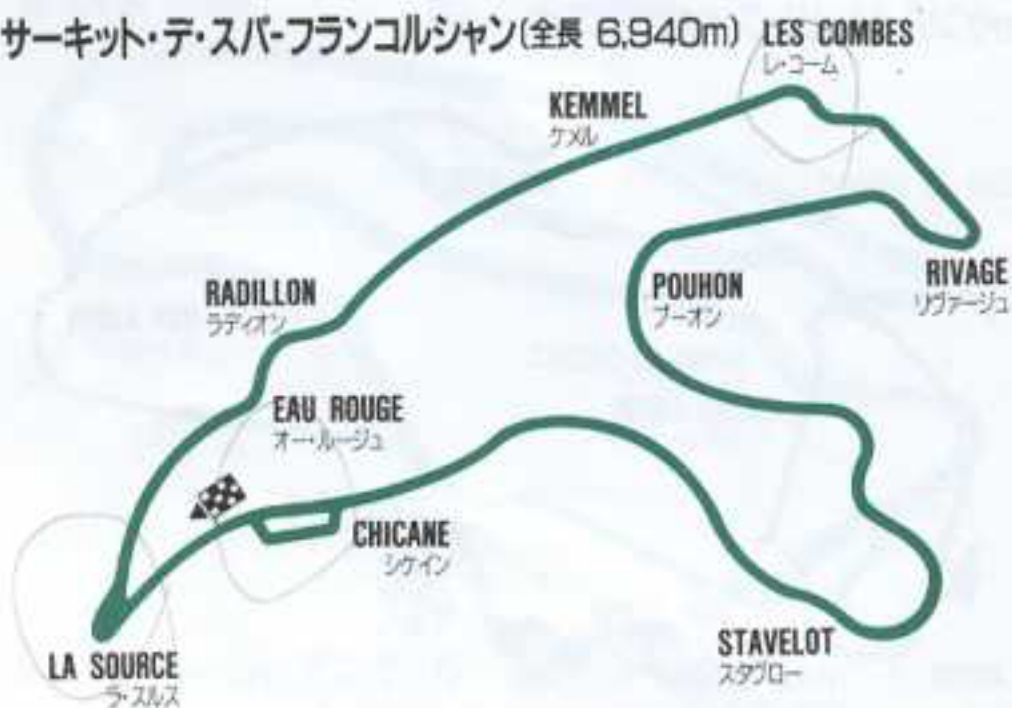 サーキット・デ・スパ-フランコルシャン(全長 6,940m)
LES COMBES
レ・コーム
KEMMEL
ケメル
RADILLON
ラディオン
POUHON
プーオン
RIVAGE
リヴァージュ
EAU ROUGE
オー・ルージュ
CHICANE
シケイン
STAVELOT
スタヴロー
LA SOURCE
ラ・スルス